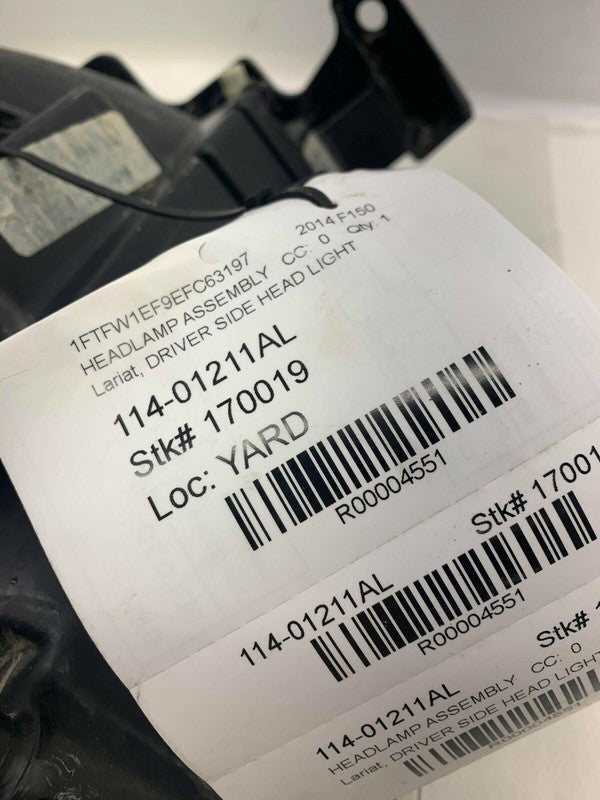 1FTFW1EF9EFC63197 2014 F150
HEADLAMP ASSEMBLY CC: 0 Qty: 1
Lariat, DRIVER SIDE HEAD LIGHT
114-01211AL
Stk# 170019
Loc: YARD
R00004551
114-01211AL Stk# 17001
R00004551
114-01211AL Stk# 1
HEADLAMP ASSEMBLY CC: 0
Lariat, DRIVER SIDE HEAD LIGHT
R00004551